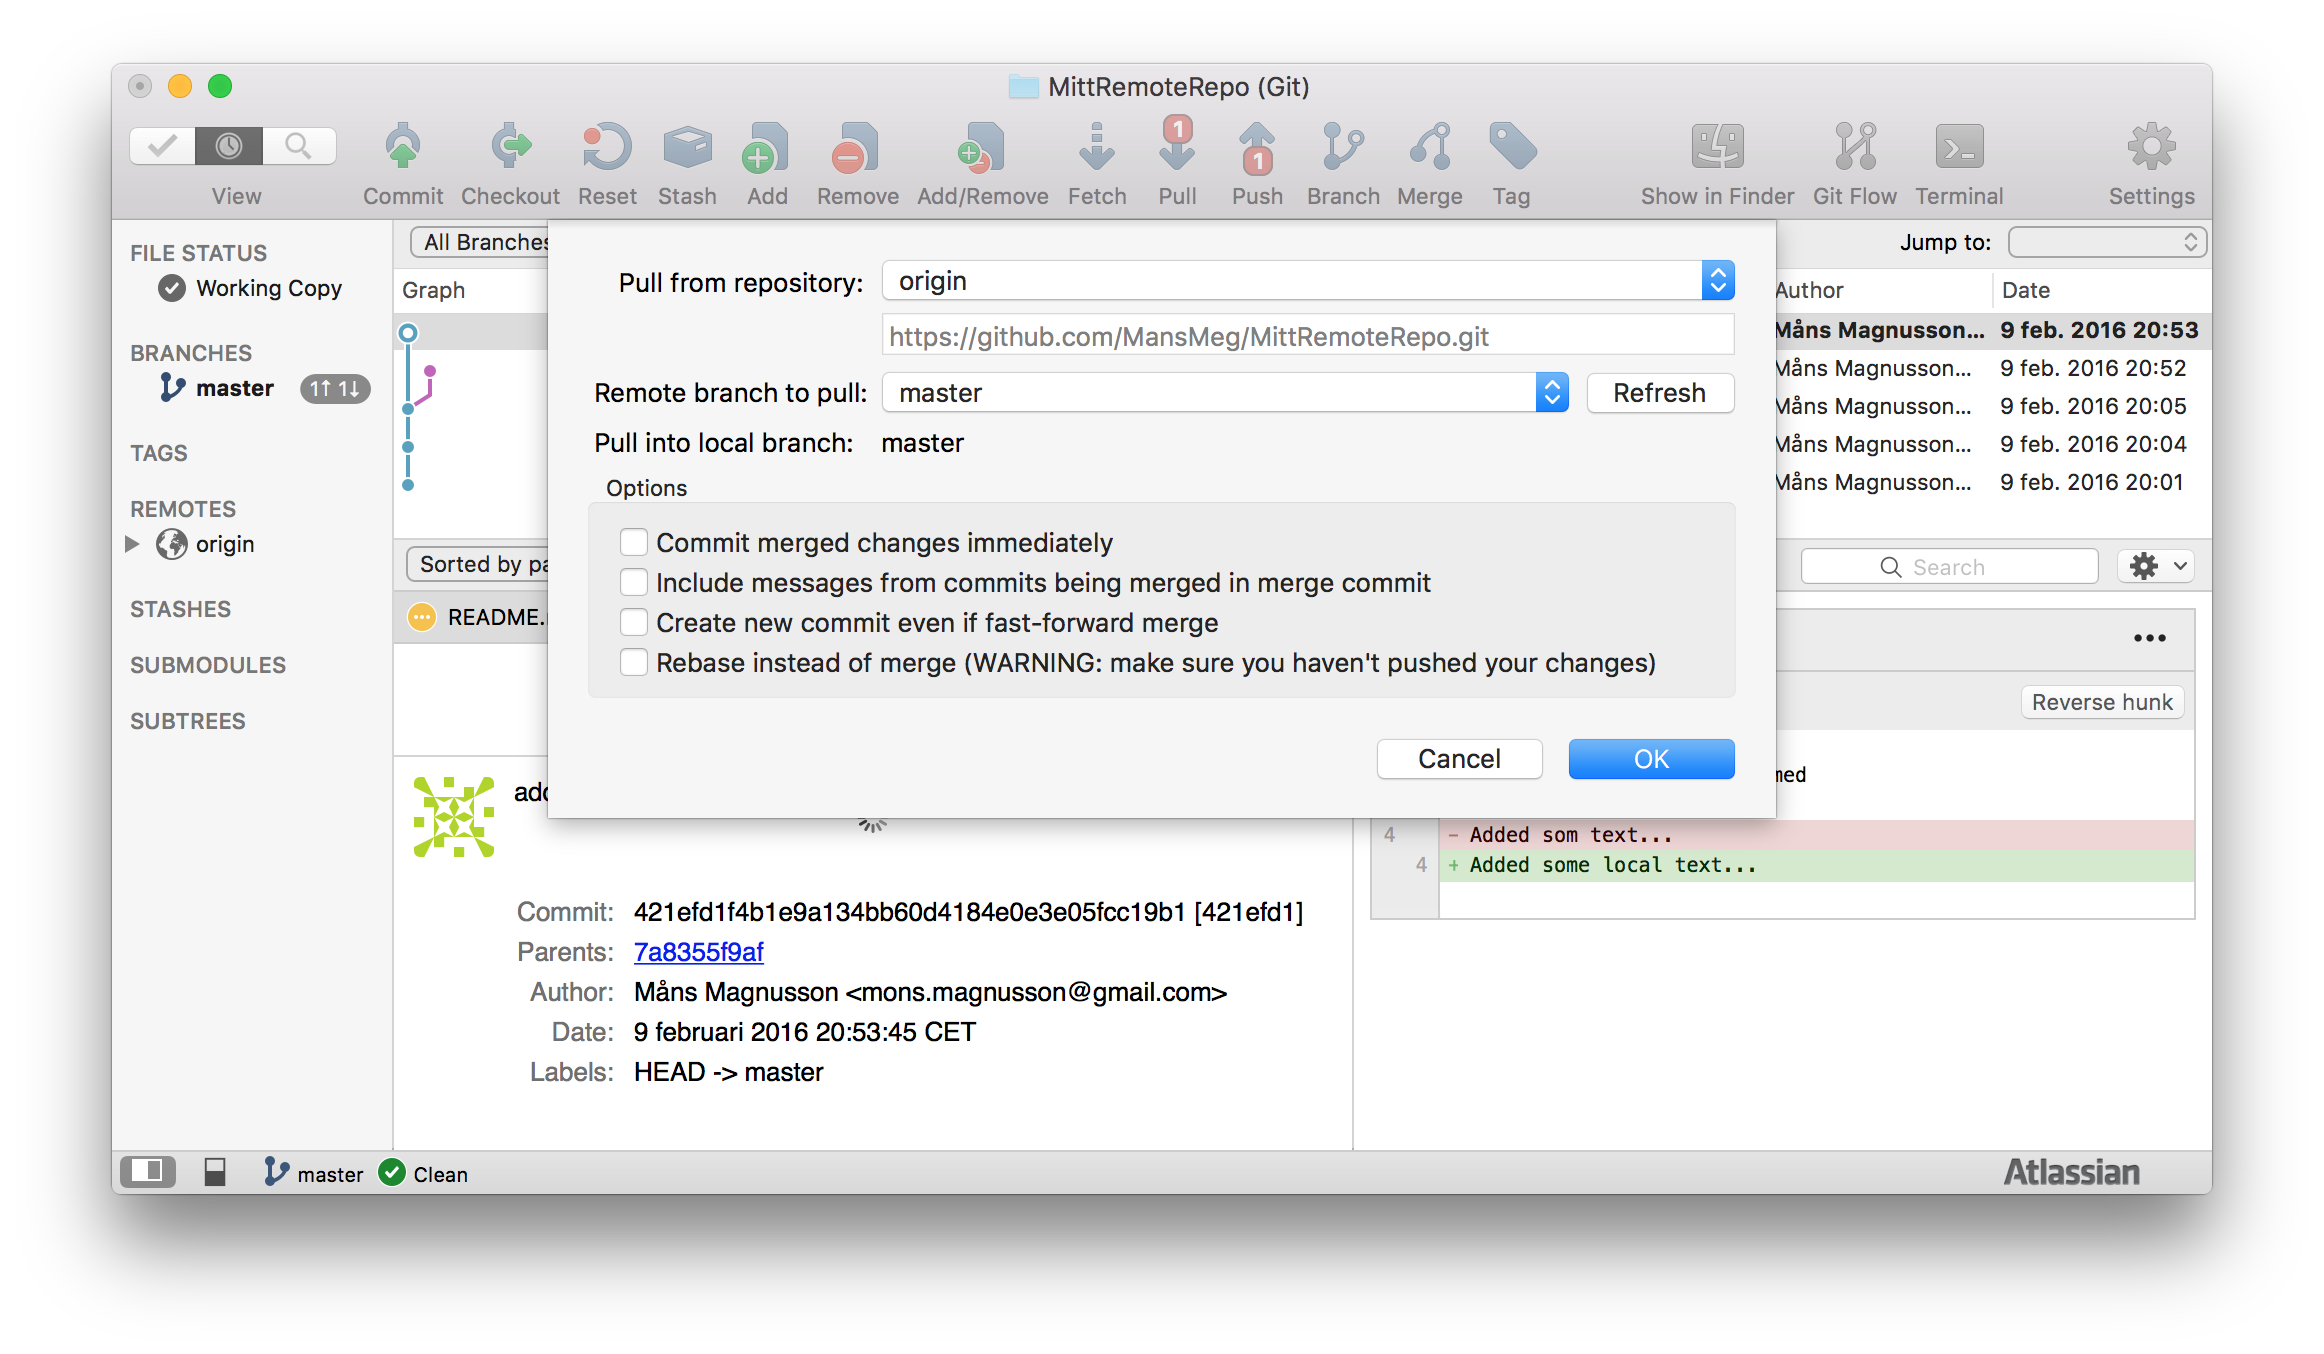 MittRemoteRepo (Git)
1
1
View Commit Checkout Reset Stash Add Remove Add/Remove Fetch Pull Push Branch Merge Tag Show in Finder Git Flow Terminal Settings
FILE STATUS
Working Copy
BRANCHES
master 1↑ 1↓
TAGS
REMOTES
origin
STASHES
SUBMODULES
SUBTREES
All Branches
Jump to:
Graph
Author Date
Måns Magnusson... 9 feb. 2016 20:53
Måns Magnusson... 9 feb. 2016 20:52
Måns Magnusson... 9 feb. 2016 20:05
Måns Magnusson... 9 feb. 2016 20:04
Måns Magnusson... 9 feb. 2016 20:01
Pull from repository: origin
https://github.com/MansMeg/MittRemoteRepo.git
Remote branch to pull: master Refresh
Pull into local branch: master
Options
Commit merged changes immediately
Include messages from commits being merged in merge commit
Create new commit even if fast-forward merge
Rebase instead of merge (WARNING: make sure you haven't pushed your changes)
Cancel OK
Sorted by
Search
README.
Reverse hunk
4 - Added som text...
4 + Added some local text...
Commit: 421efd1f4b1e9a134bb60d4184e0e3e05fcc19b1 [421efd1]
Parents: 7a8355f9af
Author: Måns Magnusson <mons.magnusson@gmail.com>
Date: 9 februari 2016 20:53:45 CET
Labels: HEAD -> master
master Clean
Atlassian